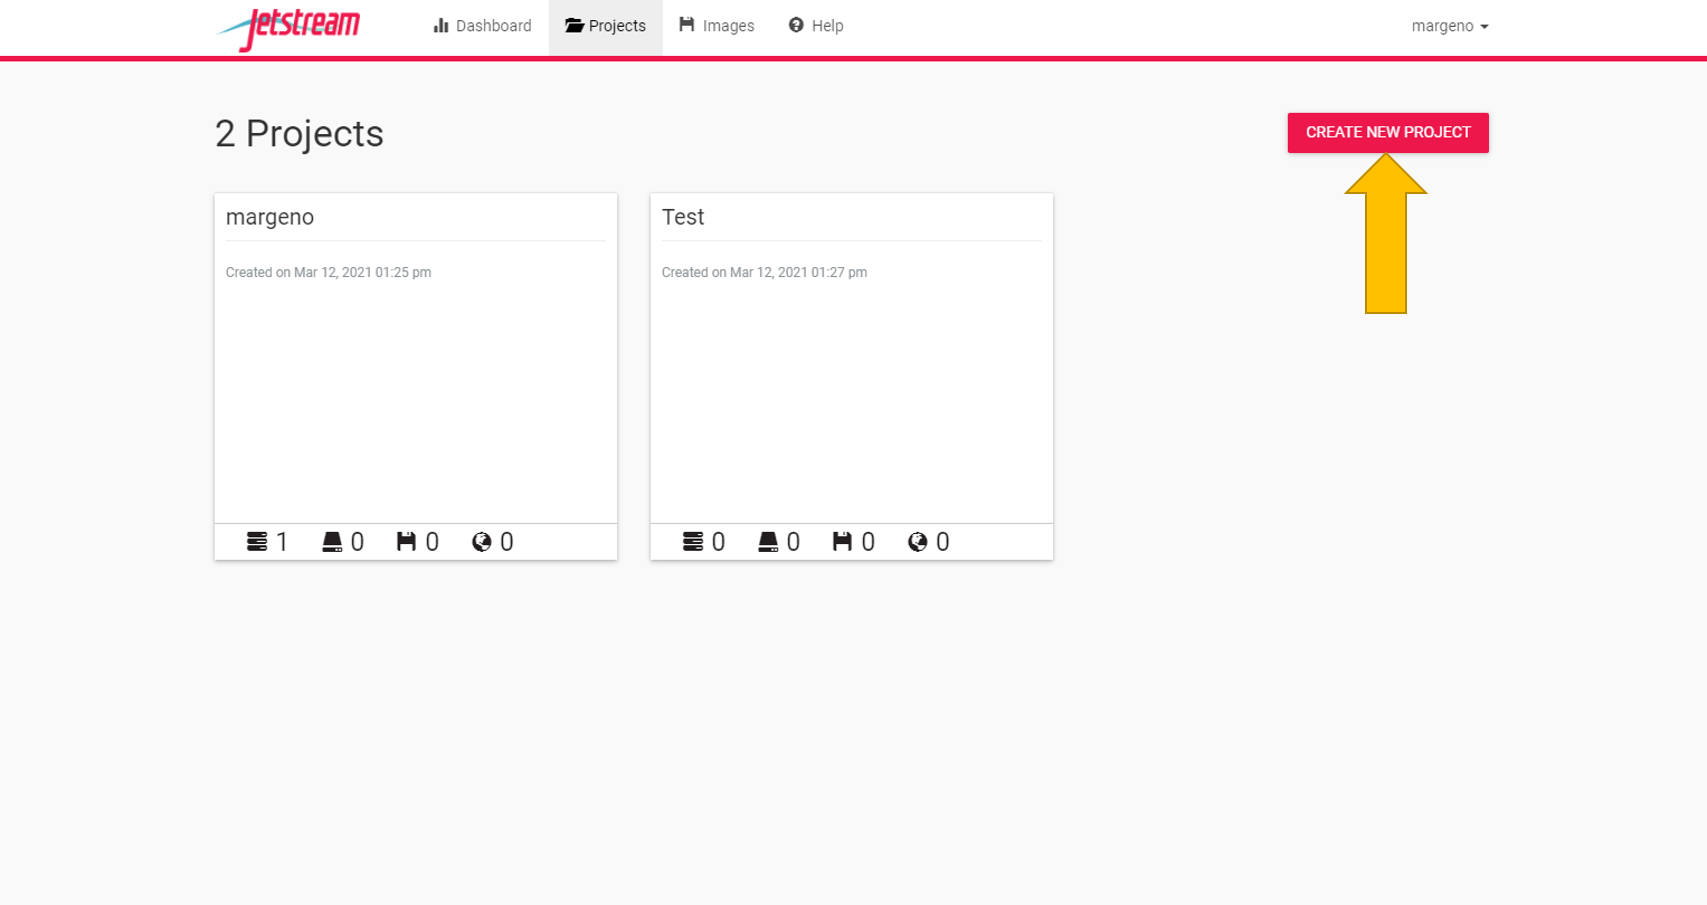 Jetstream Dashboard Projects Images Help margeno
2 Projects CREATE NEW PROJECT
margeno
Created on Mar 12, 2021 01:25 pm
1 0 0 0
Test
Created on Mar 12, 2021 01:27 pm
0 0 0 0